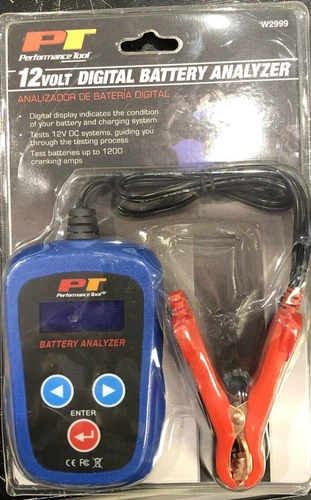 W2999
PT
Performance Tool®
12VOLT DIGITAL BATTERY ANALYZER
ANALIZADOR DE BATERÍA DIGITAL
• Digital display indicates the condition
of your battery and charging system
• Tests 12V DC systems, guiding you
through the testing process
• Test batteries up to 1200
cranking amps
PT
Performance Tool®
BATTERY ANALYZER
ENTER
CE FC